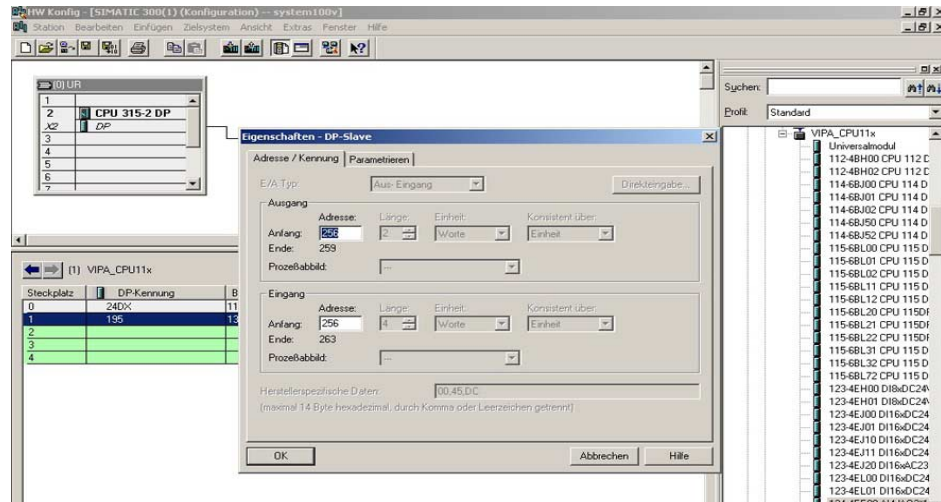 HW Konfig - [SIMATIC 300(1) (Konfiguration) -- system100v]
Station Bearbeiten Einfügen Zielsystem Ansicht Extras Fenster Hilfe
(0) UR
1
2 CPU 315-2 DP
X2 DP
3
4
5
6
7
(1) VIPA_CPU11x
Steckplatz DP-Kennung B
0 24DX 11
1 195 13
2
3
4
Eigenschaften - DP-Slave
Adresse / Kennung Parametrieren
E/A Typ: Aus- Eingang Direkteingabe...
Ausgang
Adresse: Länge: Einheit: Konsistent über:
Anfang: 256 2 Worte Einheit
Ende: 259
Prozeßabbild: ---
Eingang
Adresse: Länge: Einheit: Konsistent über:
Anfang: 256 4 Worte Einheit
Ende: 263
Prozeßabbild: ---
Herstellerspezifische Daten: 00,45,DC
(maximal 14 Byte hexadezimal, durch Komma oder Leerzeichen getrennt)
OK Abbrechen Hilfe
Suchen:
Profil: Standard
VIPA_CPU11x
Universalmodul
112-4BH00 CPU 112 D
112-4BH02 CPU 112 D
114-6BJ00 CPU 114 D
114-6BJ01 CPU 114 D
114-6BJ02 CPU 114 D
114-6BJ50 CPU 114 D
114-6BJ52 CPU 114 D
115-6BL00 CPU 115 D
115-6BL01 CPU 115 D
115-6BL02 CPU 115 D
115-6BL11 CPU 115 D
115-6BL12 CPU 115 D
115-6BL20 CPU 115DF
115-6BL21 CPU 115DF
115-6BL22 CPU 115DF
115-6BL31 CPU 115 D
115-6BL32 CPU 115 D
115-6BL72 CPU 115 D
123-4EH00 DI8xDC24V
123-4EH01 DI8xDC24
123-4EJ00 DI16xDC24
123-4EJ01 DI16xDC24
123-4EJ10 DI16xDC24
123-4EJ11 DI16xDC24
123-4EJ20 DI16xAC23
123-4EL00 DI16xDC24
123-4EL01 DI16xDC24